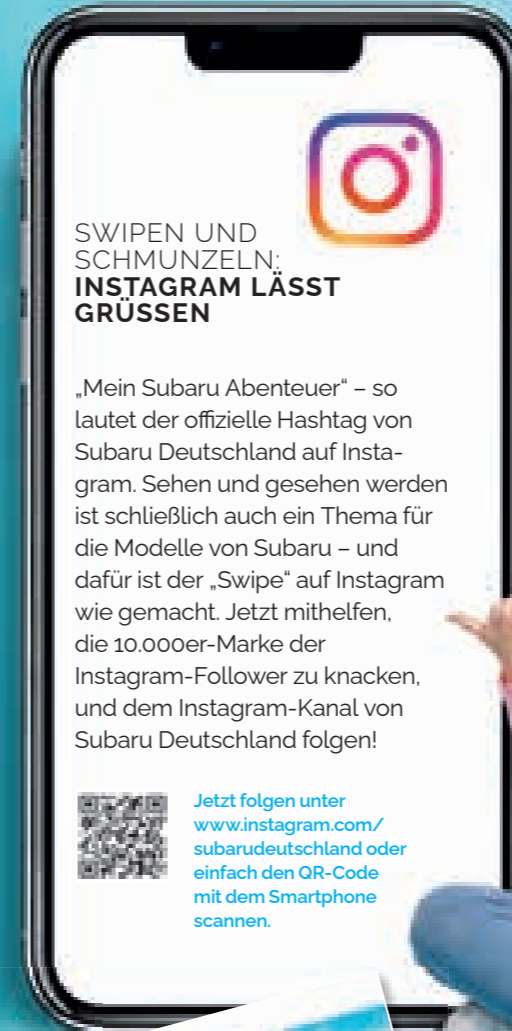 SWIPEN UND
SCHMUNZELN:
INSTAGRAM LÄSST
GRÜSSEN
„Mein Subaru Abenteuer“ – so
lautet der offizielle Hashtag von
Subaru Deutschland auf Insta-
gram. Sehen und gesehen werden
ist schließlich auch ein Thema für
die Modelle von Subaru – und
dafür ist der „Swipe“ auf Instagram
wie gemacht. Jetzt mithelfen,
die 10.000er-Marke der
Instagram-Follower zu knacken,
und dem Instagram-Kanal von
Subaru Deutschland folgen!
Jetzt folgen unter
www.instagram.com/
subarudeutschland oder
einfach den QR-Code
mit dem Smartphone
scannen.